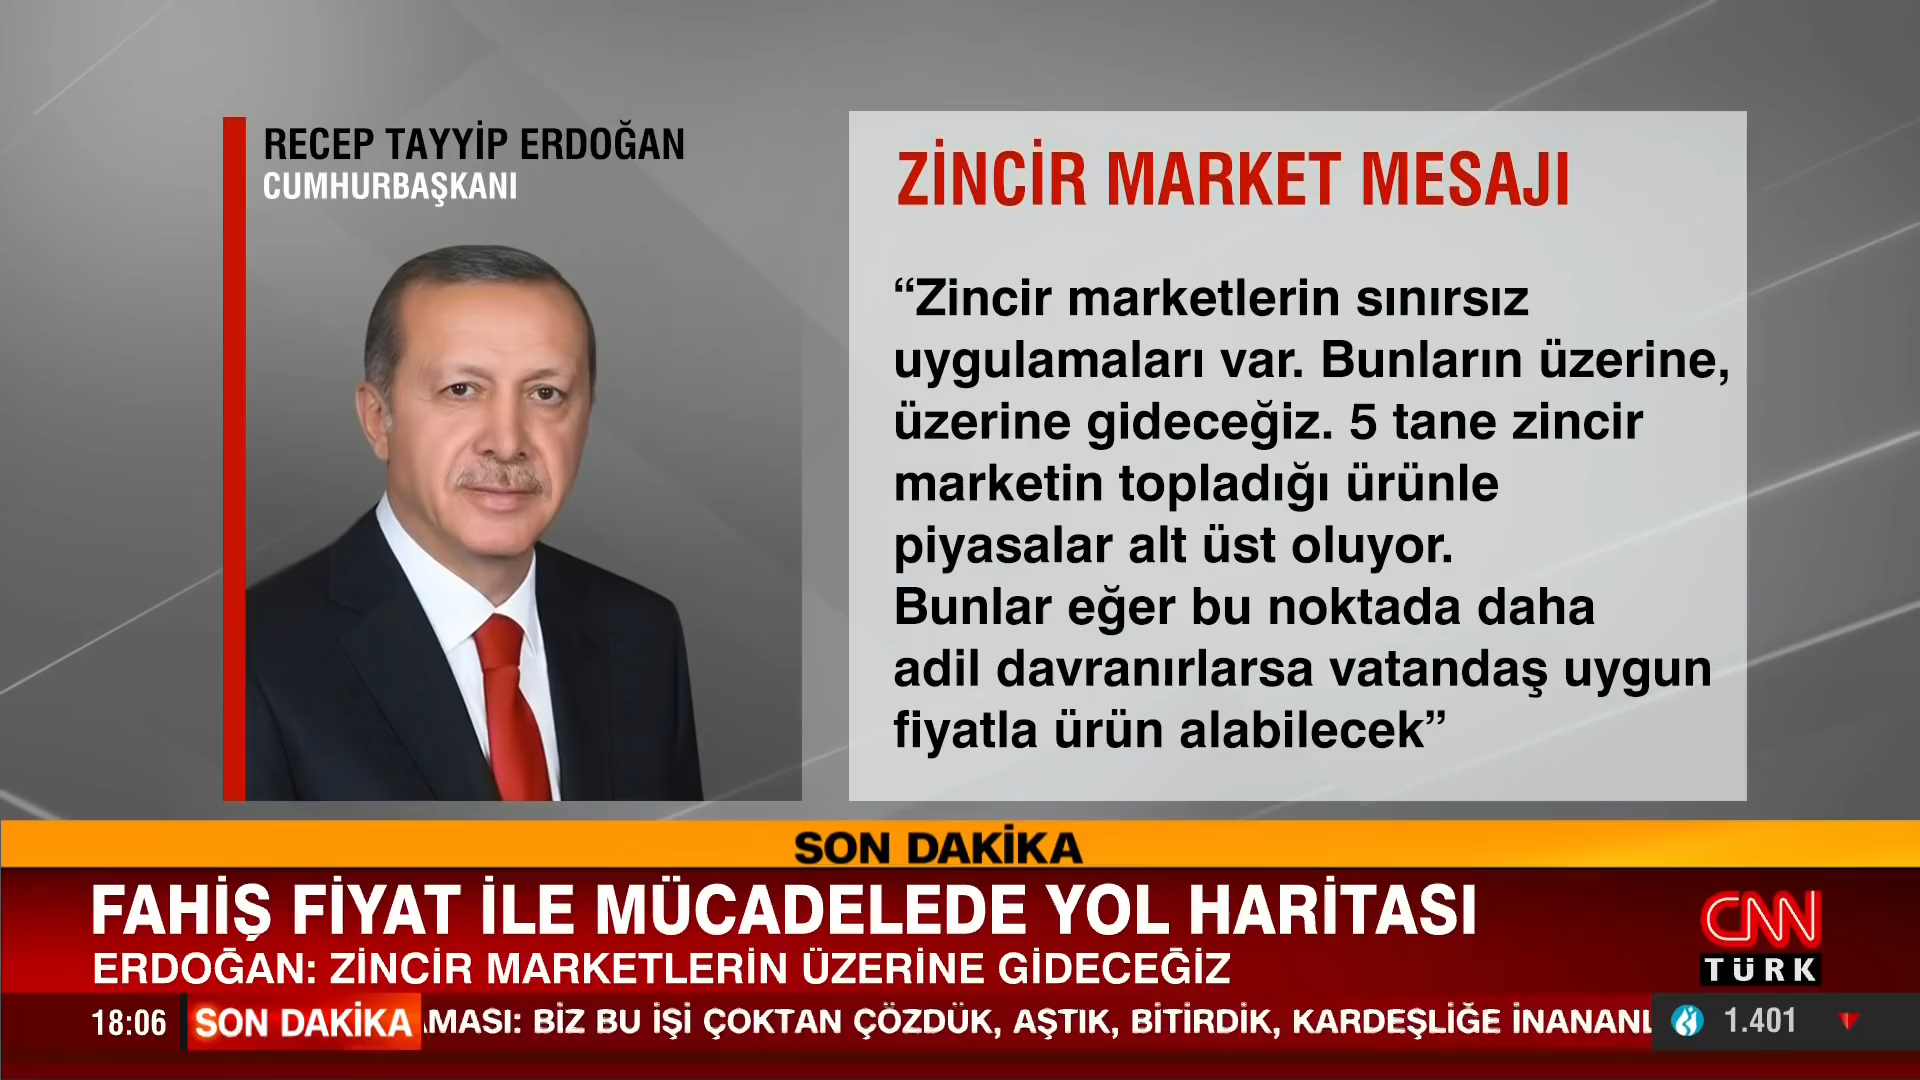 RECEP TAYYİP ERDOĞAN
CUMHURBAŞKANI
ZİNCİR MARKET MESAJI
“Zincir marketlerin sınırsız
uygulamaları var. Bunların üzerine,
üzerine gideceğiz. 5 tane zincir
marketin topladığı ürünle
piyasalar alt üst oluyor.
Bunlar eğer bu noktada daha
adil davranırlarsa vatandaş uygun
fiyatla ürün alabilecek”
SON DAKİKA
FAHİŞ FİYAT İLE MÜCADELEDE YOL HARİTASI
ERDOĞAN: ZİNCİR MARKETLERİN ÜZERİNE GİDECEĞİZ
CNN
TÜRK
18:06 SON DAKİKA AMASI: BİZ BU İŞİ ÇOKTAN ÇÖZDÜK, AŞTIK, BİTİRDİK, KARDEŞLİĞE İNANANL 1.401